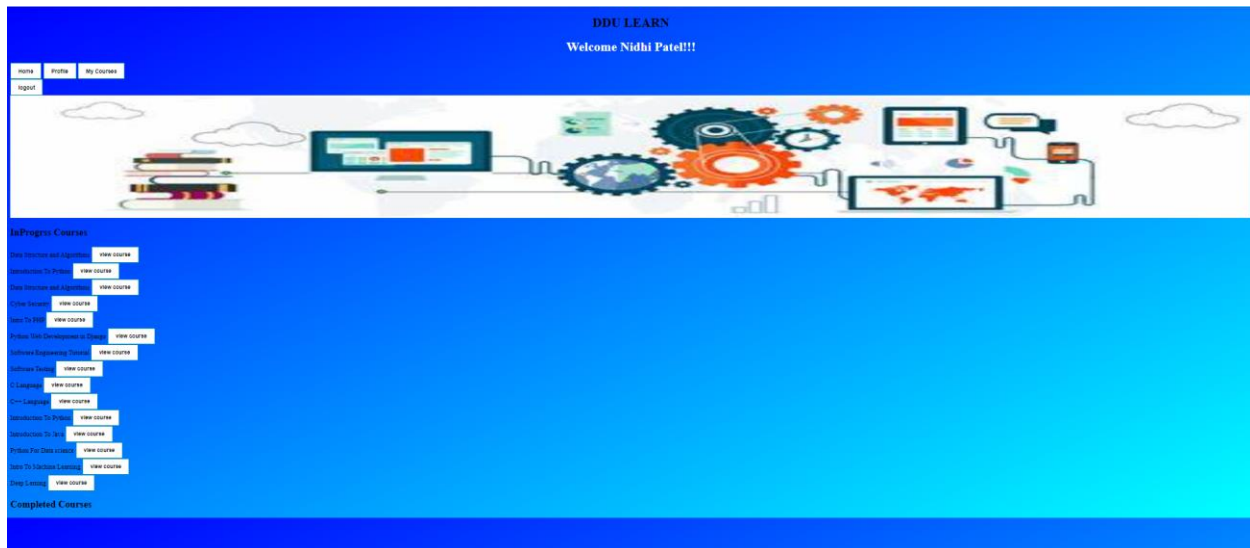 DDU LEARN
Welcome Nidhi Patel!!!
Home Profile My Courses
logout
InProgrss Courses
Data Structure and Algorithms view course
Introduction To Python view course
Data Structure and Algorithms view course
Cyber Security view course
Intro To PHP view course
Python Web Development in Django view course
Software Engineering Tutorial view course
Software Testing view course
C Language view course
C++ Language view course
Introduction To Python view course
Introduction To Java view course
Python For Data science view course
Intro To Machine Learning view course
Deep view course
Completed Courses